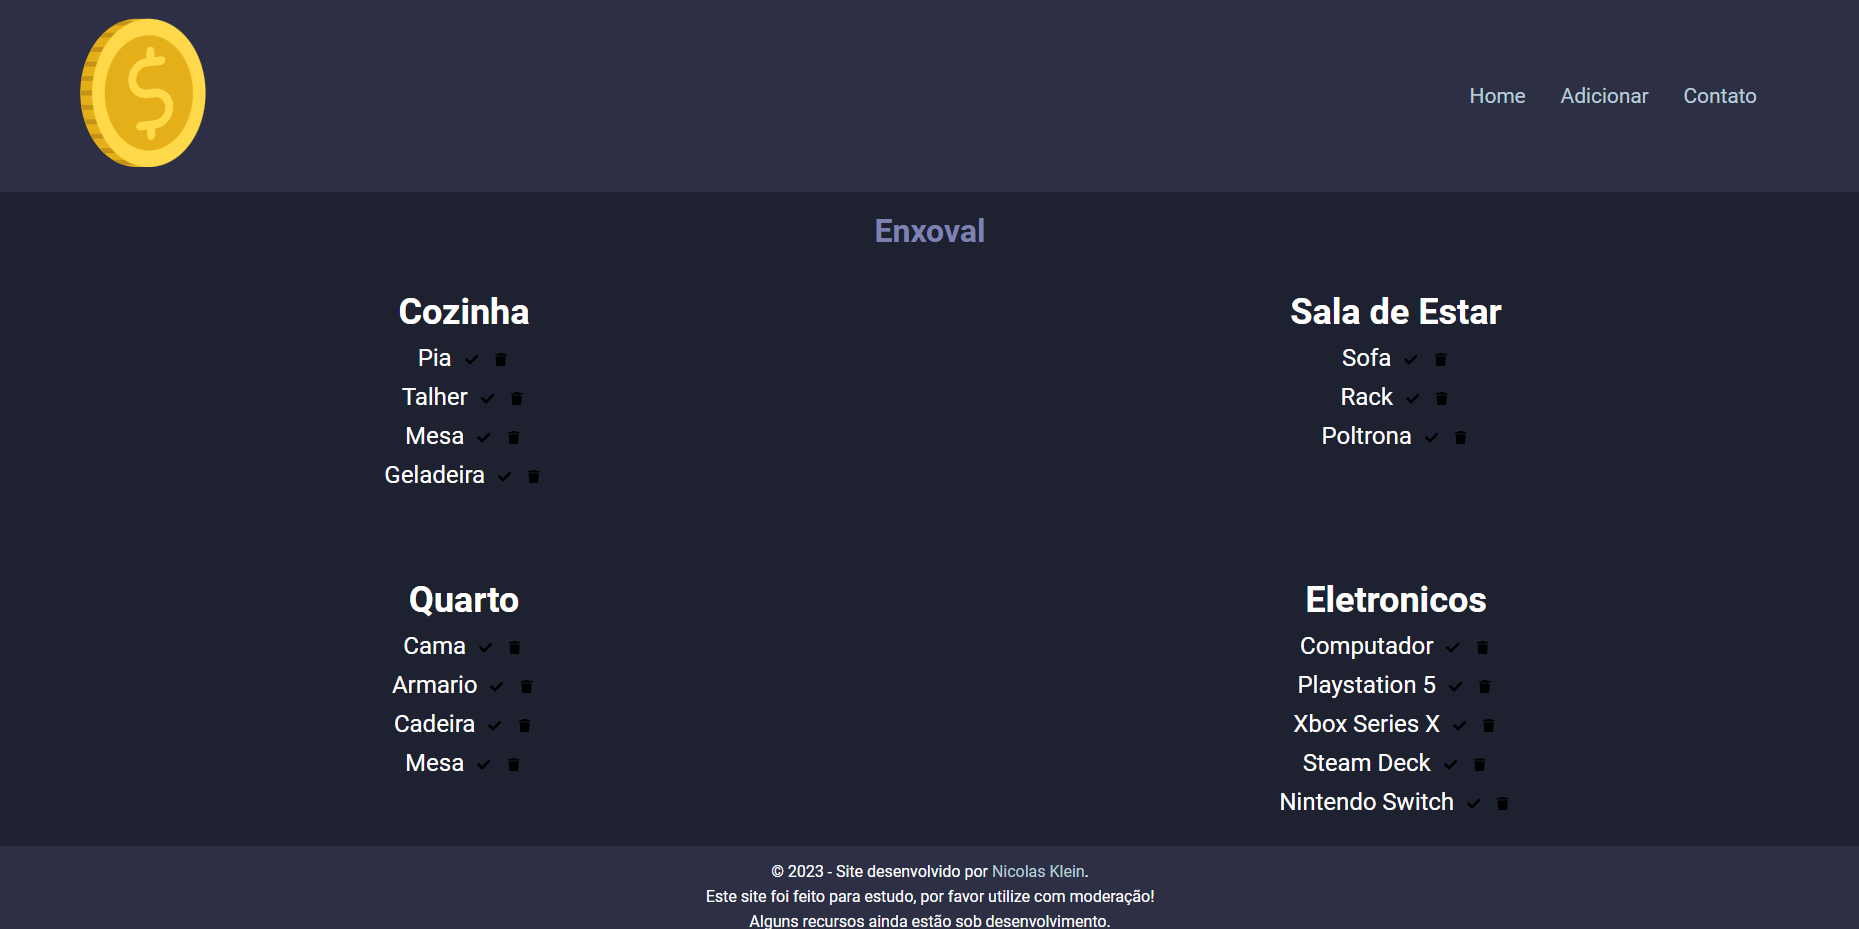 $
Home Adicionar Contato
Enxoval
Cozinha
Pia
Talher
Mesa
Geladeira
Sala de Estar
Sofa
Rack
Poltrona
Quarto
Cama
Armario
Cadeira
Mesa
Eletronicos
Computador
Playstation 5
Xbox Series X
Steam Deck
Nintendo Switch
© 2023 - Site desenvolvido por Nicolas Klein.
Este site foi feito para estudo, por favor utilize com moderação!
Alguns recursos ainda estão sob desenvolvimento.